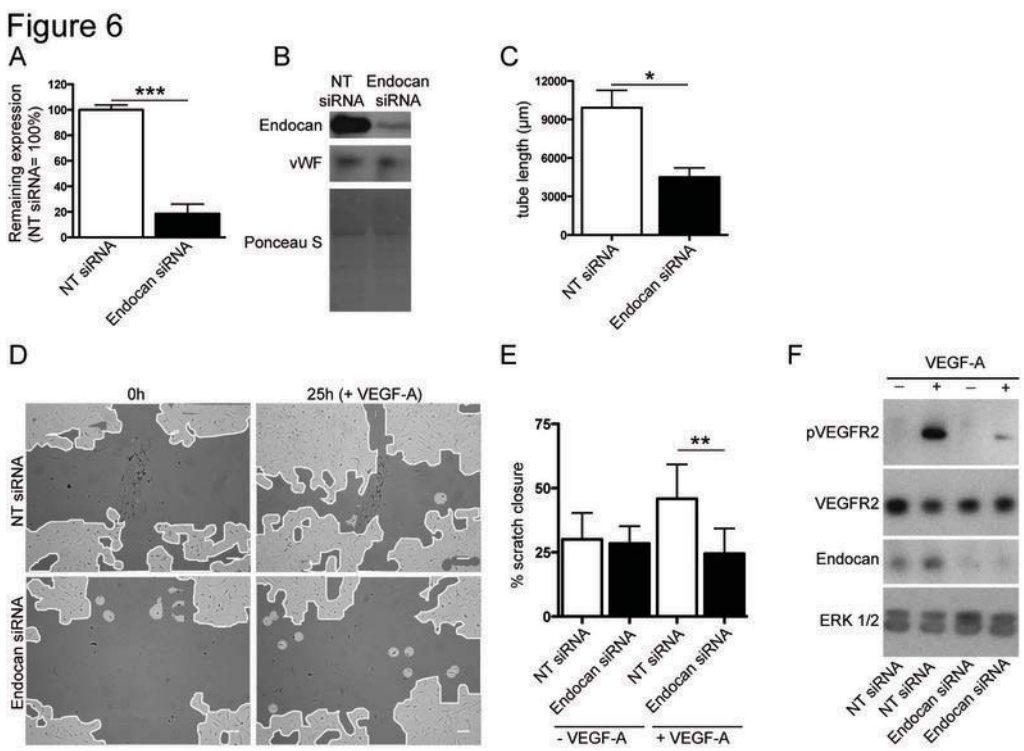 Figure 6
A
Remaining expression
(NT siRNA= 100%)
120
100
80
60
40
20
0
***
NT siRNA
Endocan siRNA
B
NT Endocan
siRNA siRNA
Endocan
vWF
Ponceau S
C
tube length (µm)
12000
9000
6000
3000
0
*
NT siRNA
Endocan siRNA
D
0h 25h (+ VEGF-A)
NT siRNA
Endocan siRNA
E
% scratch closure
75
50
25
0
**
NT siRNA
Endocan siRNA
NT siRNA
Endocan siRNA
- VEGF-A + VEGF-A
F
VEGF-A
– + – +
pVEGFR2
VEGFR2
Endocan
ERK 1/2
NT siRNA
NT siRNA
Endocan siRNA
Endocan siRNA